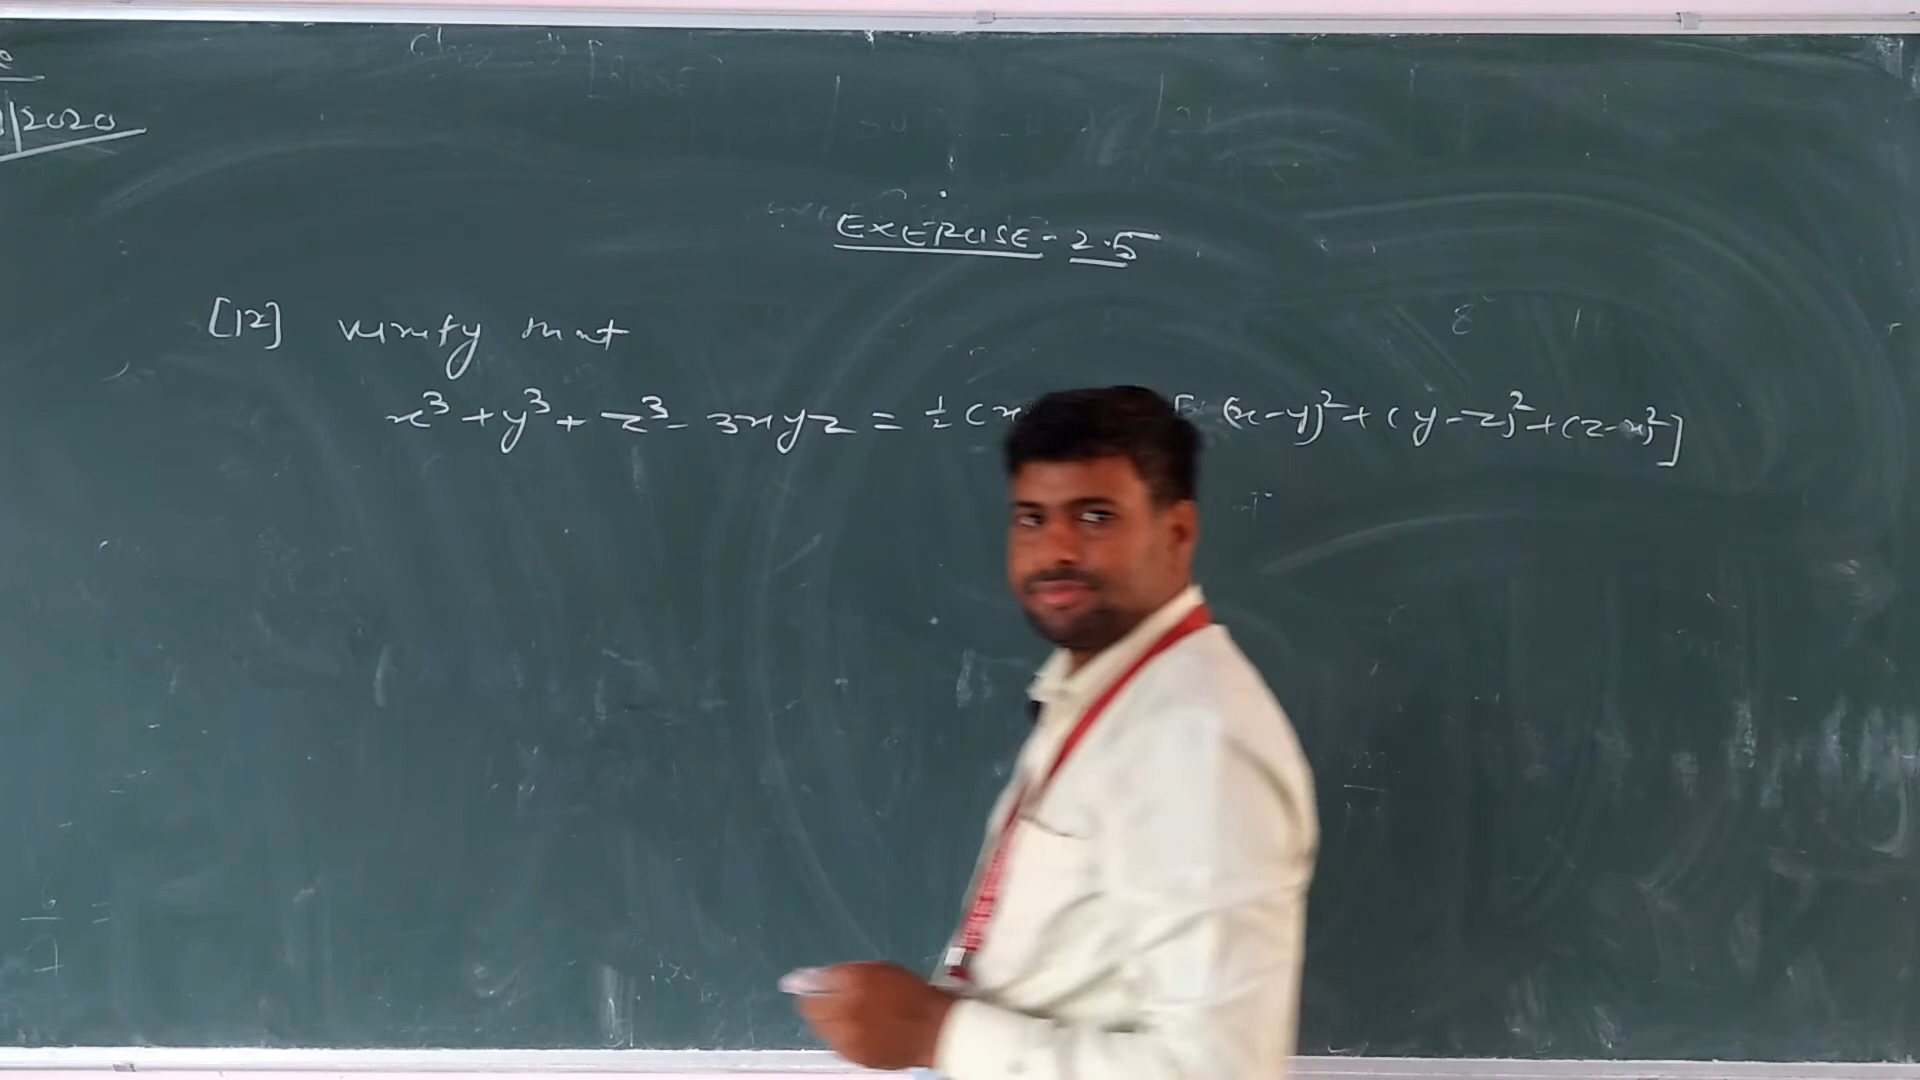 2020
EXERCISE-2.5
[12] verify that
x³+y³+z³-3xyz = ½(x [(x-y)²+(y-z)²+(z-x)²]